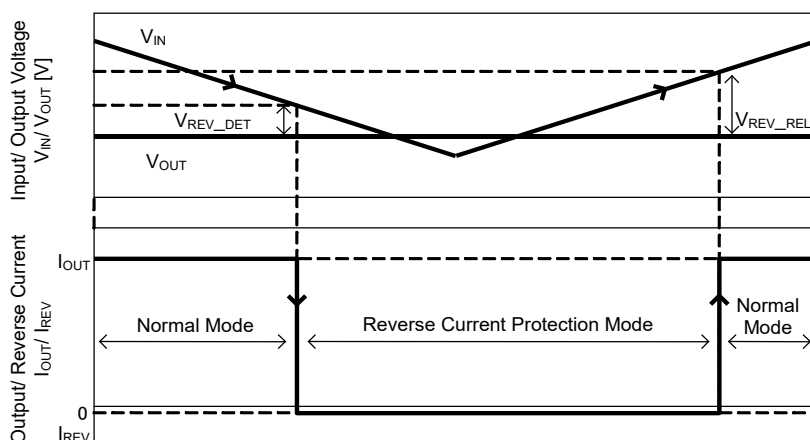 Input/ Output Voltage
VIN/ VOUT [V]
VIN
VREV_DET
VREV_REL
VOUT
Output/ Reverse Current
IOUT/ IREV
IOUT
Normal Mode
Reverse Current Protection Mode
Normal
Mode
0
IREV